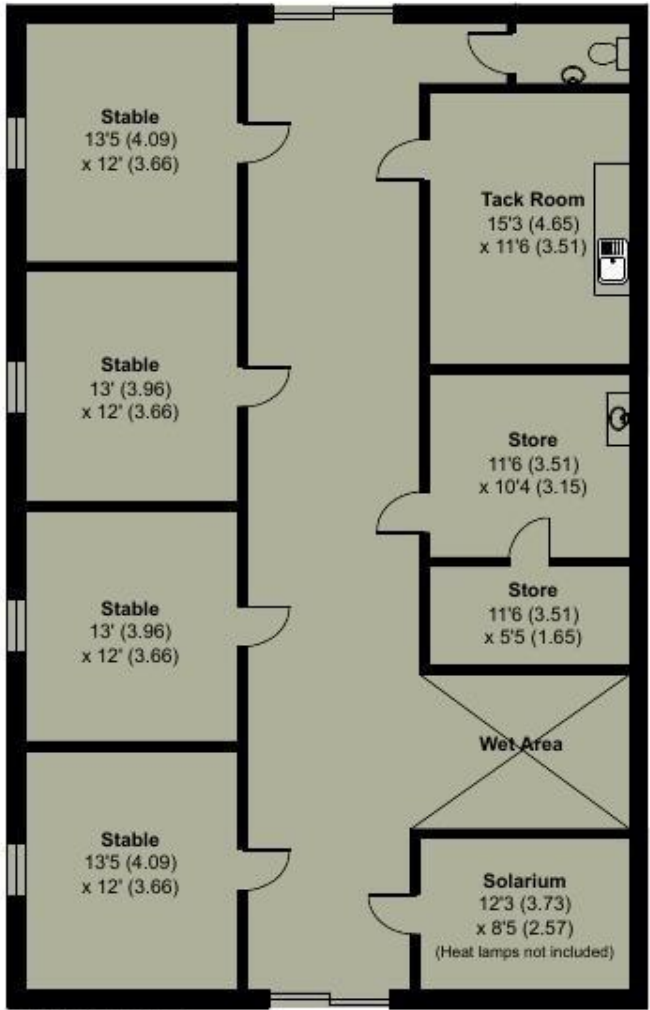 Stable
13'5 (4.09)
x 12' (3.66)
Tack Room
15'3 (4.65)
x 11'6 (3.51)
Stable
13' (3.96)
x 12' (3.66)
Store
11'6 (3.51)
x 10'4 (3.15)
Stable
13' (3.96)
x 12' (3.66)
Store
11'6 (3.51)
x 5'5 (1.65)
Wet Area
Stable
13'5 (4.09)
x 12' (3.66)
Solarium
12'3 (3.73)
x 8'5 (2.57)
(Heat lamps not included)